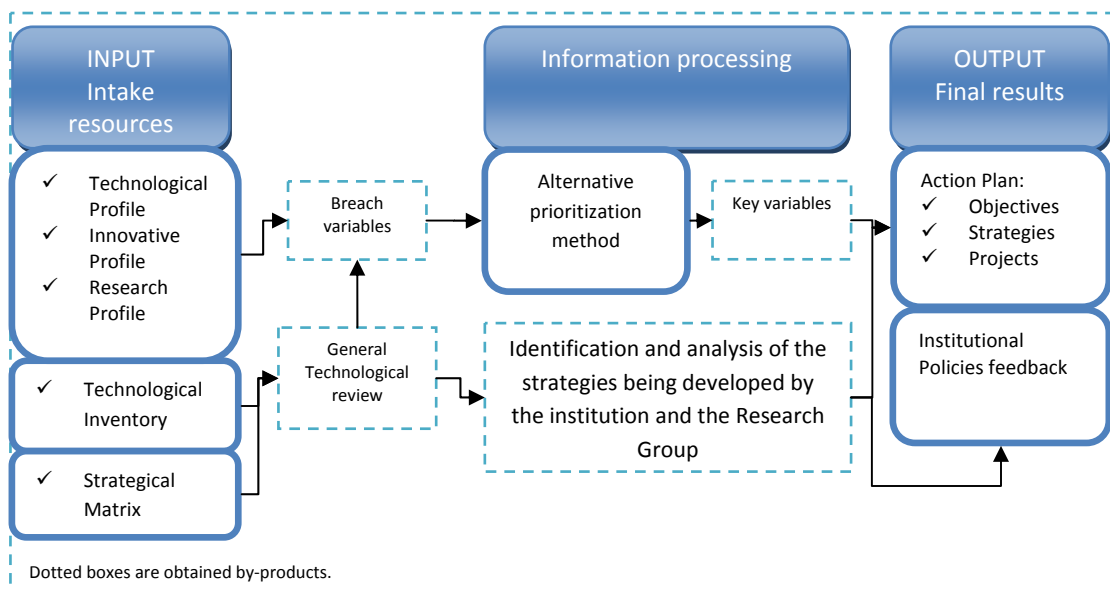 INPUT
Intake
resources
✓ Technological
Profile
✓ Innovative
Profile
✓ Research
Profile
✓ Technological
Inventory
✓ Strategical
Matrix
Breach
variables
General
Technological
review
Information processing
Alternative
prioritization
method
Key variables
Identification and analysis of the
strategies being developed by
the institution and the Research
Group
OUTPUT
Final results
Action Plan:
✓ Objectives
✓ Strategies
✓ Projects
Institutional
Policies feedback
Dotted boxes are obtained by-products.